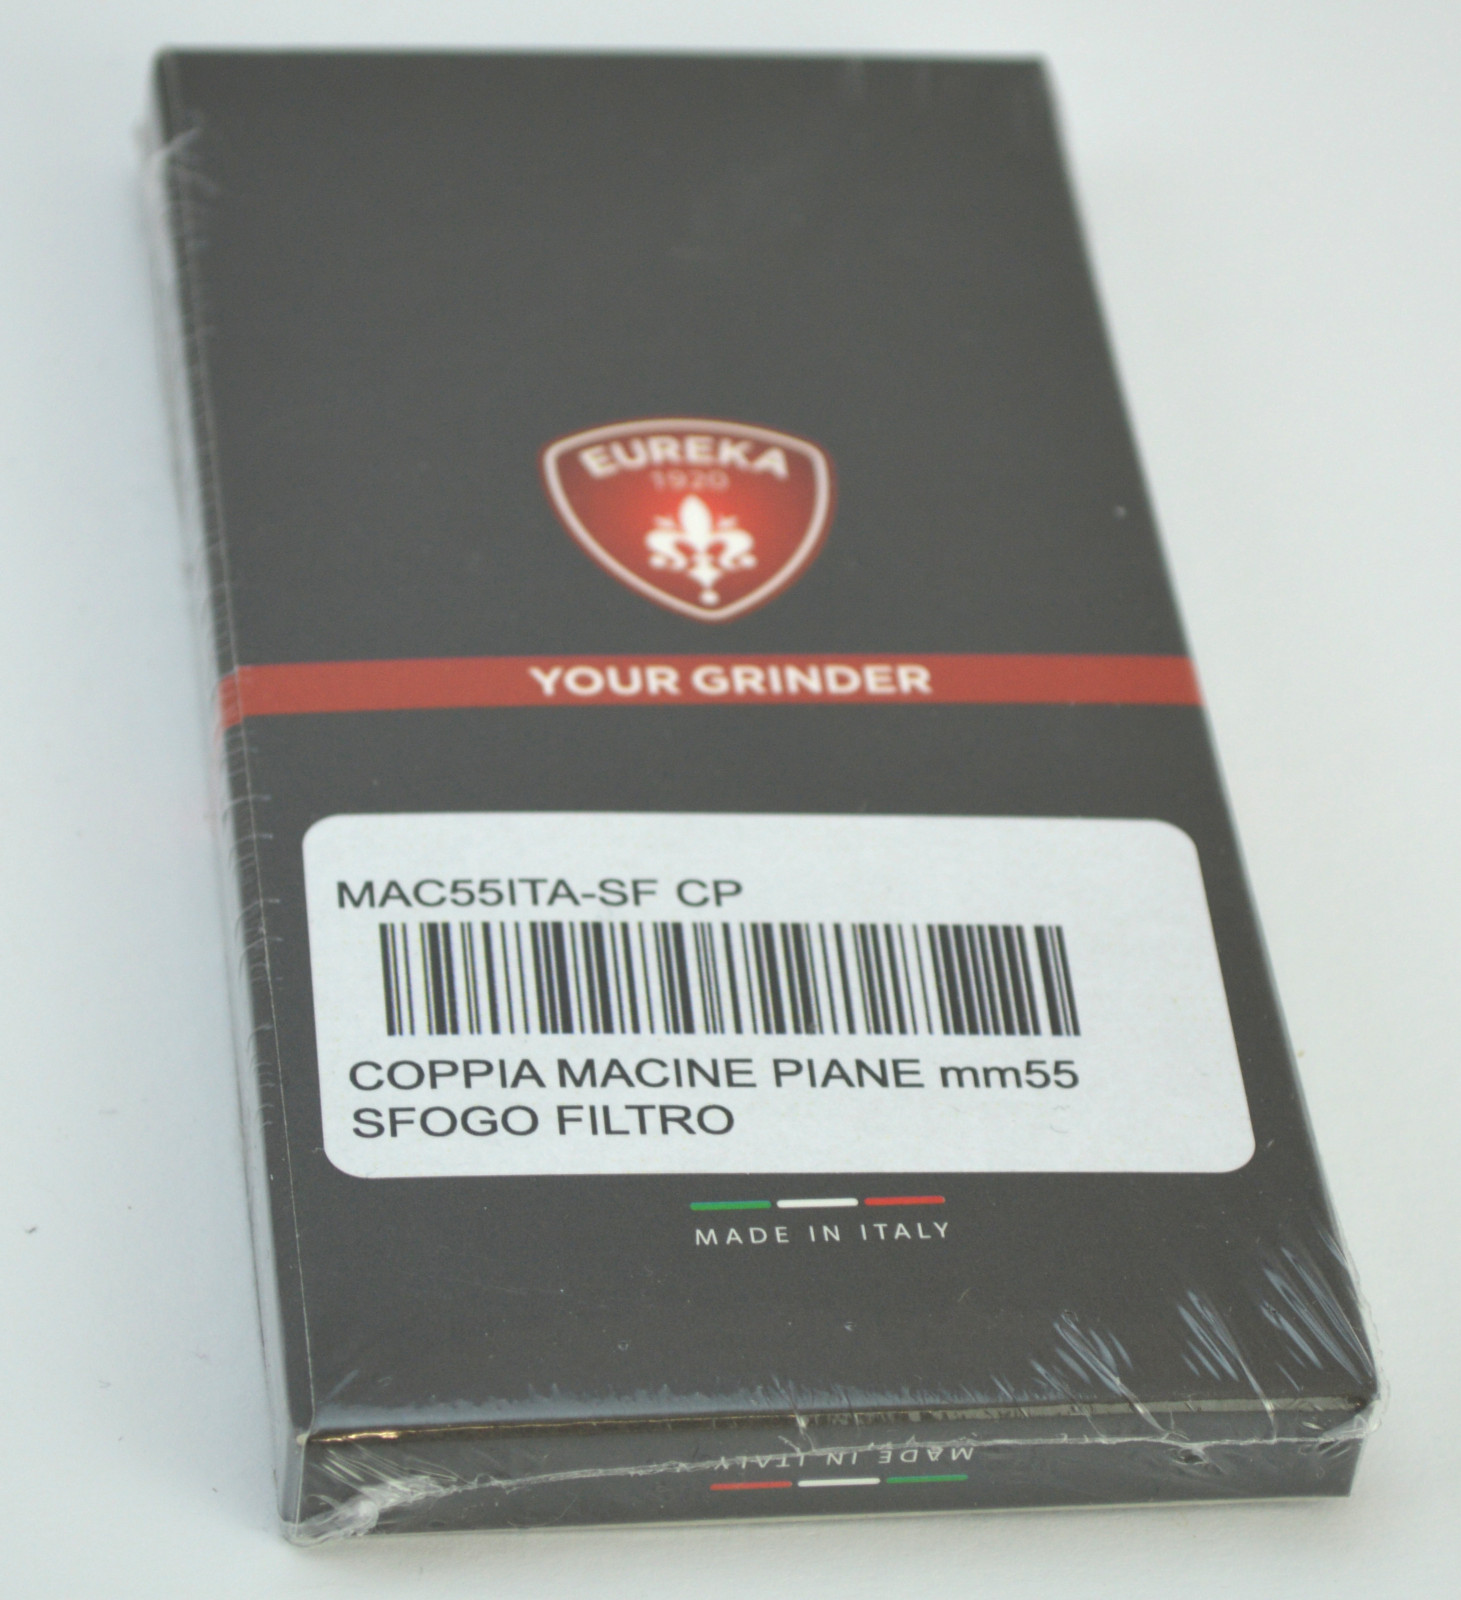 EUREKA
1920
YOUR GRINDER
MAC55ITA-SF CP
COPPIA MACINE PIANE mm55
SFOGO FILTRO
MADE IN ITALY
MADE IN ITALY